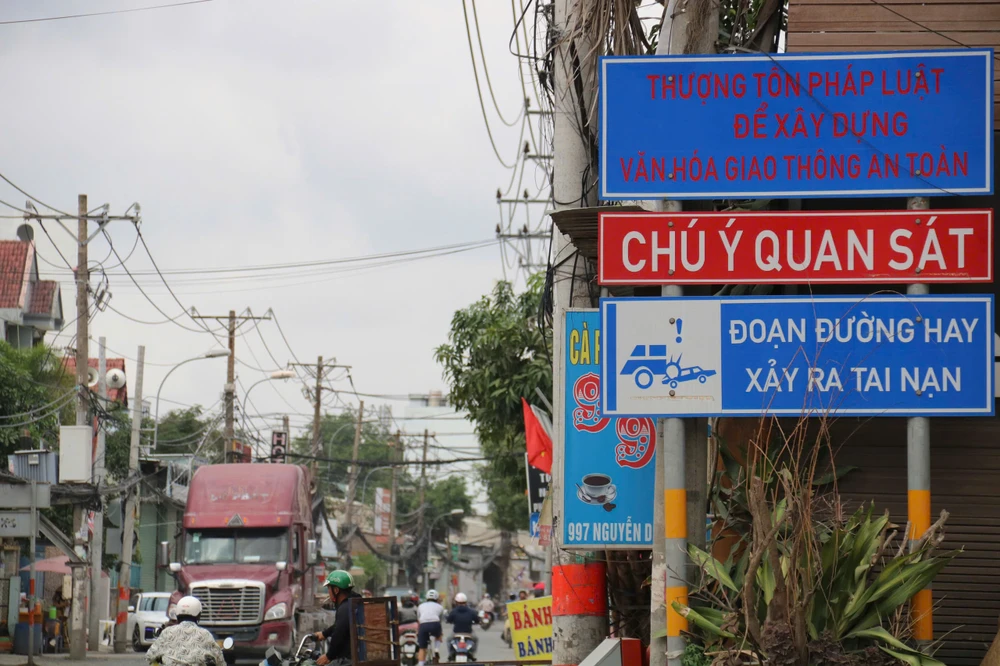 THƯỢNG TÔN PHÁP LUẬT
ĐỂ XÂY DỰNG
VĂN HÓA GIAO THÔNG AN TOÀN
CHÚ Ý QUAN SÁT
!
ĐOẠN ĐƯỜNG HAY
XẢY RA TAI NẠN
CÀ
99
997 NGUYỄN
BÁNH
BÁNH
H